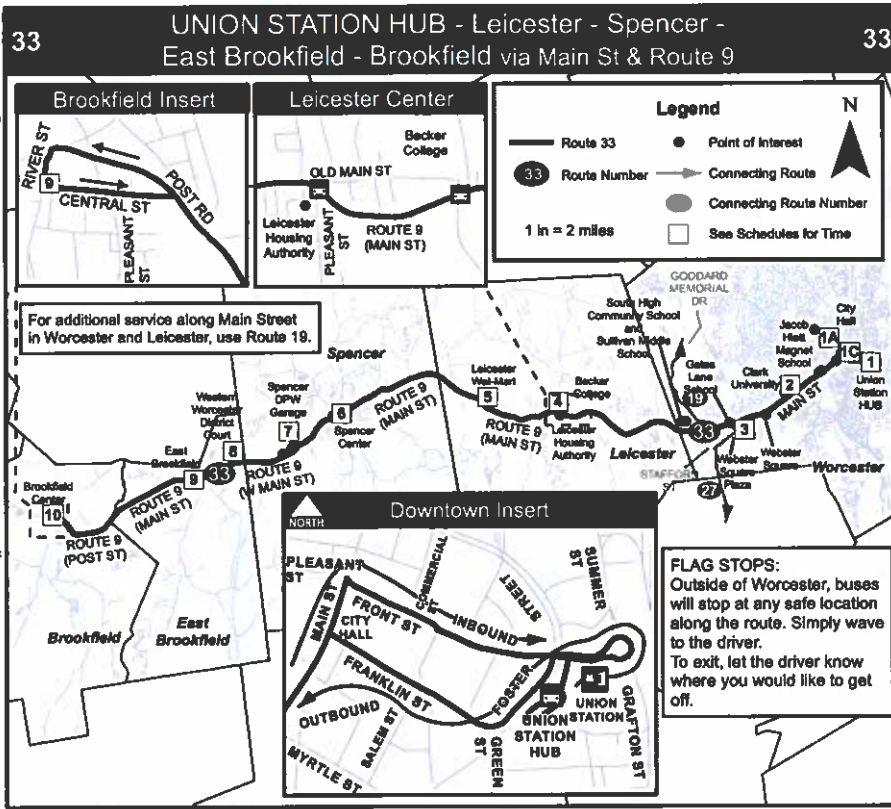 33
UNION STATION HUB - Leicester - Spencer -
East Brookfield - Brookfield via Main St & Route 9
33
Brookfield Insert
RIVER ST
9
CENTRAL ST
POST RD
PLEASANT
ST
Leicester Center
Becker
College
OLD MAIN ST
Leicester
Housing
Authority
PLEASANT
ST
ROUTE 9
(MAIN ST)
Legend
N
Route 33
Point of Interest
33
Route Number
Connecting Route
Connecting Route Number
1 in = 2 miles
See Schedules for Time
For additional service along Main Street
in Worcester and Leicester, use Route 19.
GODDARD
MEMORIAL
DR
South High
Community School
and
Sullivan Middle
School
Jacob
Hiatt
Magnet
School
City
Hall
1A
1C
1
Union
Station
HUB
Gates
Lane
School
19
Clark
University
2
MAIN ST
33
3
Webster
Square
Plaza
Webster
Square
Worcester
STAFFORD
ST
27
Leicester
Spencer
Leicester
Wal-Mart
5
4
Becker
College
Leicester
Housing
Authority
ROUTE 9
(MAIN ST)
ROUTE 9
(MAIN ST)
Spencer
DPW
Garage
7
6
Spencer
Center
Western
Worcester
District
Court
8
ROUTE 9
(W MAIN ST)
East
Brookfield
9
33
ROUTE 9
(MAIN ST)
Brookfield
Center
10
ROUTE 9
(POST ST)
Brookfield
East
Brookfield
NORTH
Downtown Insert
PLEASANT
ST
MAIN ST
COMMERCIAL
ST
STREET
SUMMER
ST
FRONT ST
INBOUND
CITY
HALL
FRANKLIN ST
FOSTER
OUTBOUND
SALEM ST
GREEN
ST
UNION
STATION
HUB
UNION
STATION
GRAFTON ST
MYRTLE ST
FLAG STOPS:
Outside of Worcester, buses
will stop at any safe location
along the route. Simply wave
to the driver.
To exit, let the driver know
where you would like to get
off.